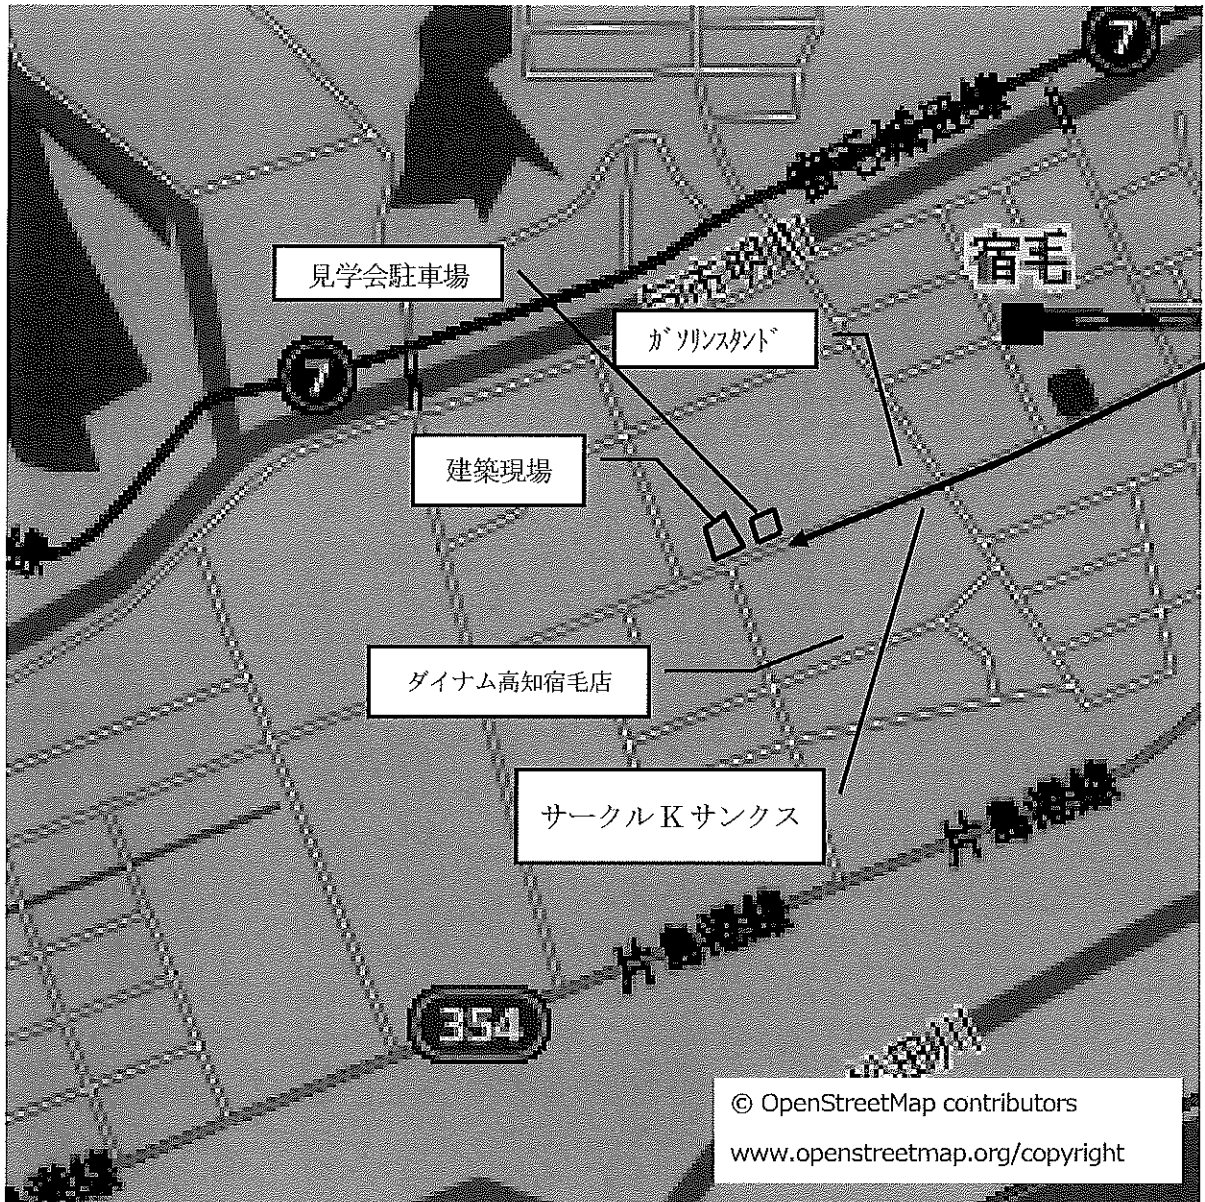 7
宿毛
見学会駐車場
ガソリンスタンド
7
建築現場
ダイナム高知宿毛店
サークルKサンクス
354
© OpenStreetMap contributors
www.openstreetmap.org/copyright